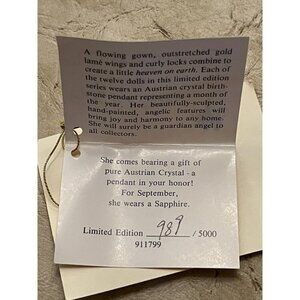 A flowing gown, outstretched gold
lamé wings and curly locks combine to
create a little heaven on earth. Each of
the twelve dolls in this limited edition
series wears an Austrian crystal birth-
stone pendant representing a month of
the year. Her beautifully-sculpted,
hand-painted, angelic features will
bring joy and harmony to any home.
She will surely be a guardian angel to
all collectors.
She comes bearing a gift of
pure Austrian Crystal - a
pendant in your honor!
For September,
she wears a Sapphire.
Limited Edition 989 / 5000
911799